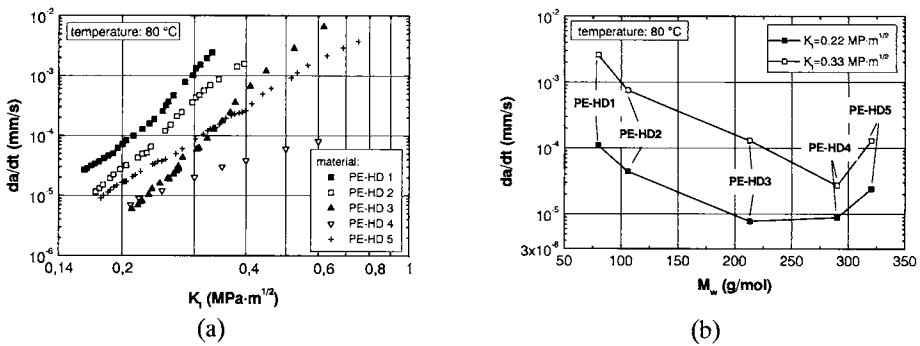 temperature: 80 °C
10⁻²
10⁻³
10⁻⁴
10⁻⁵
10⁻⁶
da/dt (mm/s)
material:
PE-HD 1
PE-HD 2
PE-HD 3
PE-HD 4
PE-HD 5
0,14
0,2
0,4
0,6
0,8
1
K_I (MPa·m^1/2)
(a)
temperature: 80 °C
K_I=0.22 MP·m^1/2
K_I=0.33 MP·m^1/2
10⁻²
10⁻³
10⁻⁴
10⁻⁵
3x10⁻⁶
da/dt (mm/s)
PE-HD1
PE-HD2
PE-HD3
PE-HD4
PE-HD5
50
100
150
200
250
300
350
M_w (g/mol)
(b)